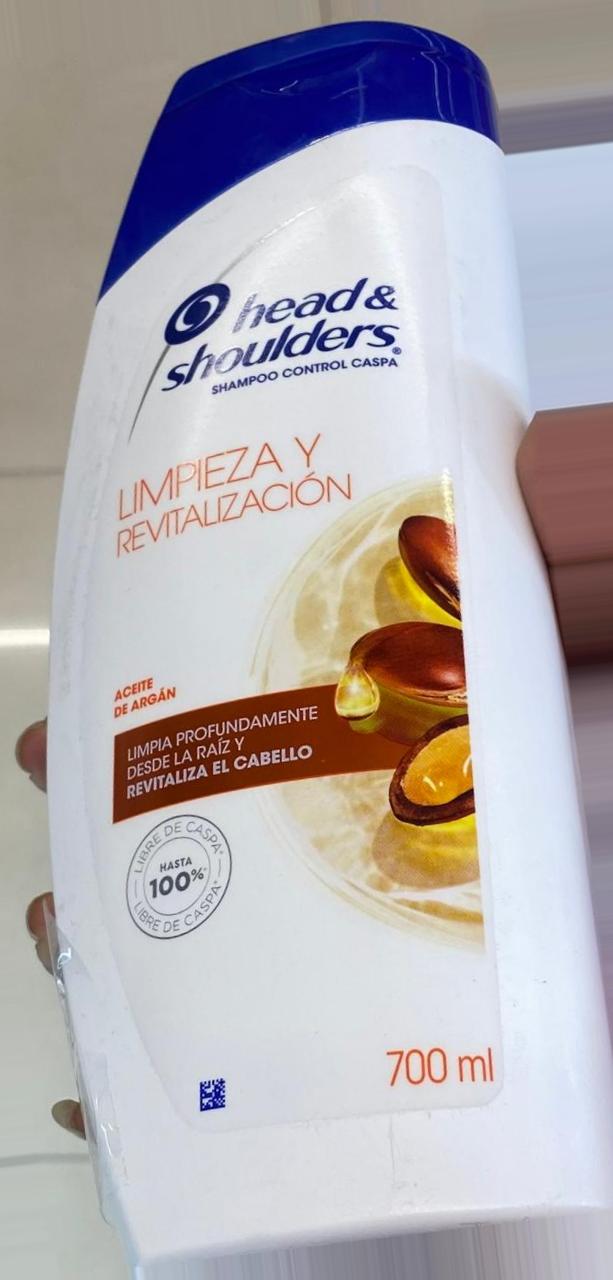 head &
shoulders®
SHAMPOO CONTROL CASPA
LIMPIEZA Y
REVITALIZACIÓN
ACEITE
DE ARGÁN
LIMPIA PROFUNDAMENTE
DESDE LA RAÍZ Y
REVITALIZA EL CABELLO
LIBRE DE CASPA*
HASTA
100%*
LIBRE DE CASPA*
700 ml